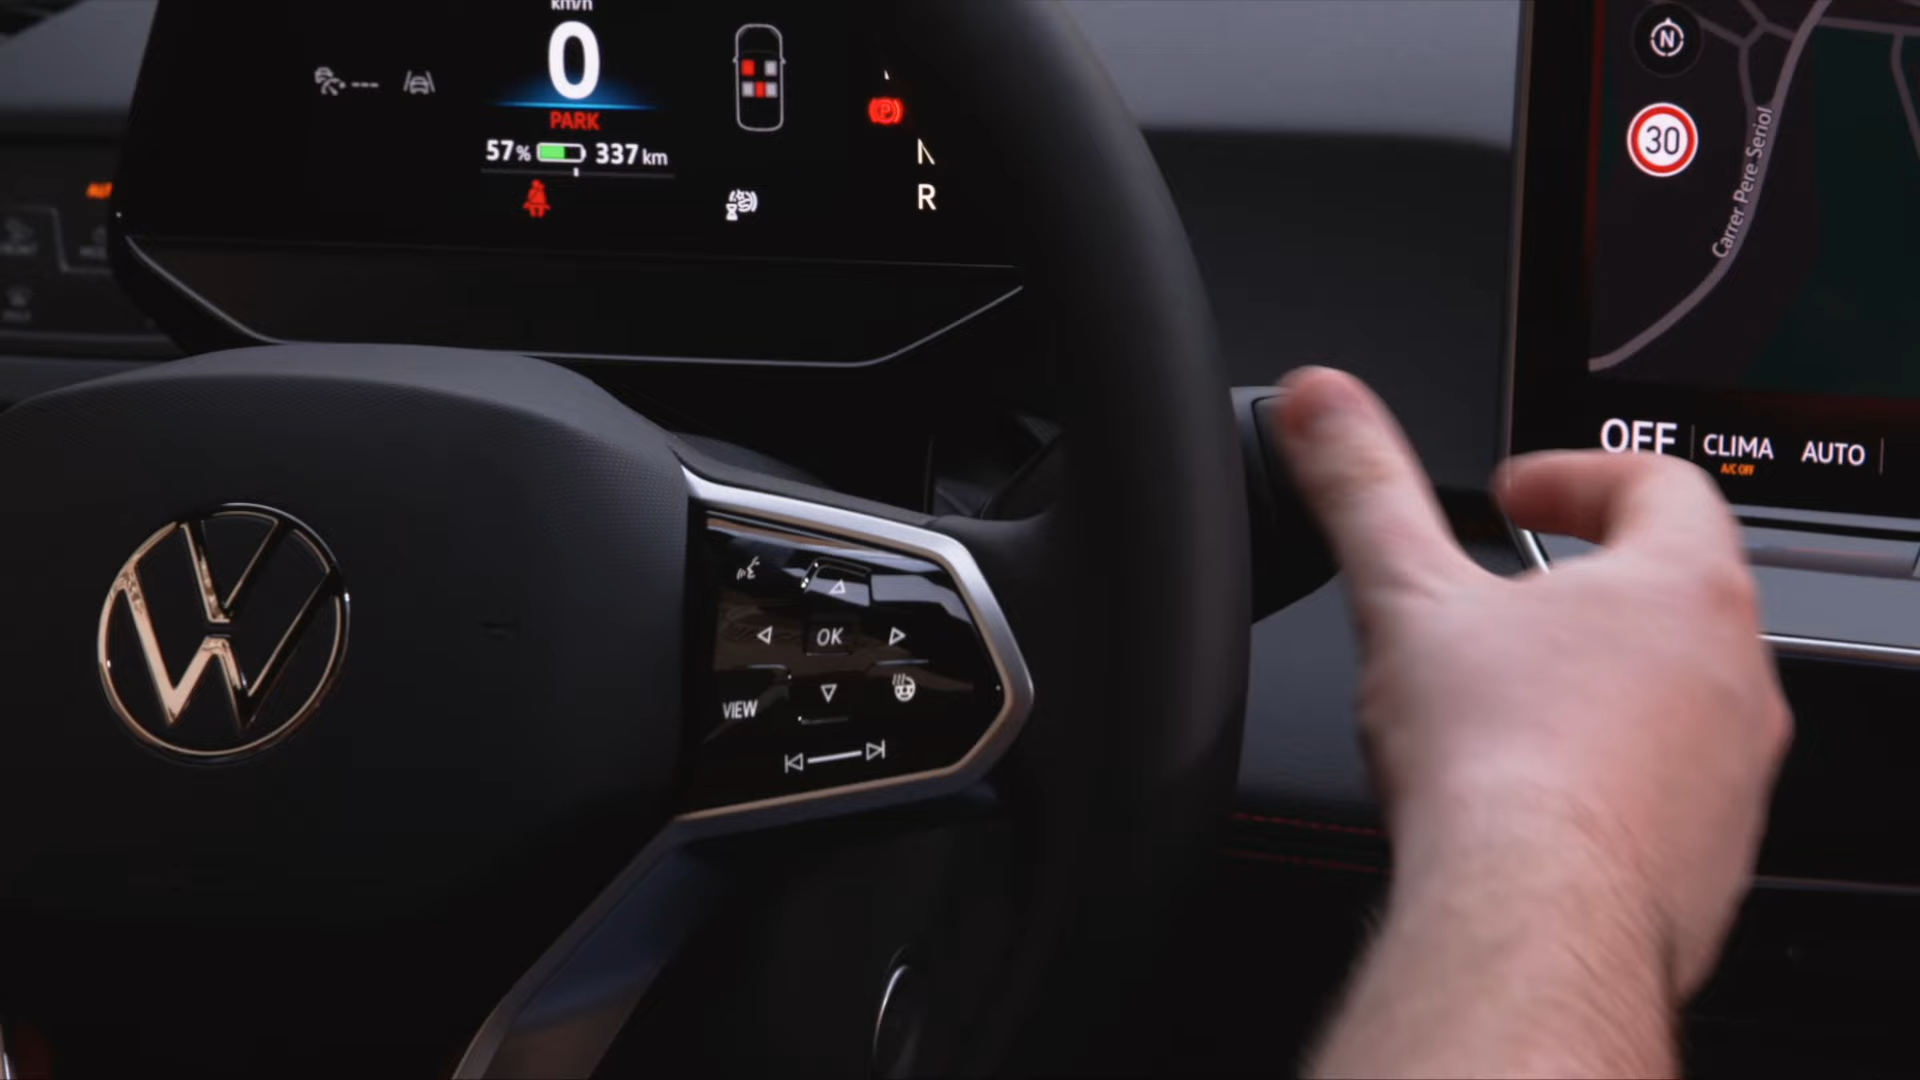 km/h
0
PARK
57% 337 km
P
N
R
N
30
Carrer Pere Seriol
OFF CLIMA AUTO
A/C OFF
OK
VIEW